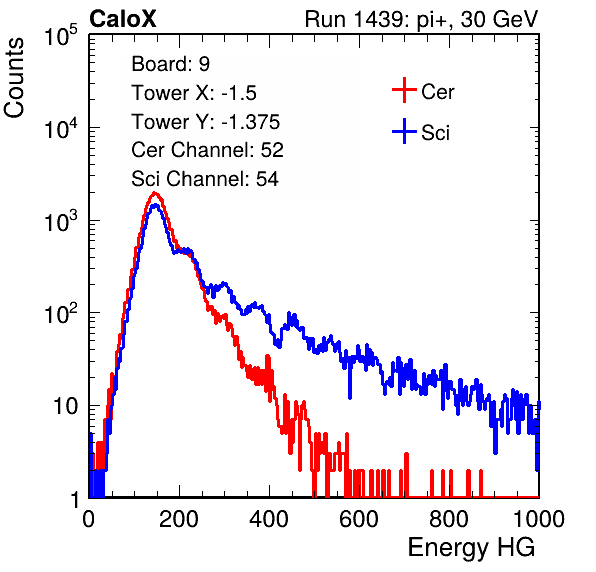 CaloX Run 1439: pi+, 30 GeV
Counts
Board: 9
Tower X: -1.5
Tower Y: -1.375
Cer Channel: 52
Sci Channel: 54
Cer
Sci
10^5
10^4
10^3
10^2
10
1
0 200 400 600 800 1000
Energy HG